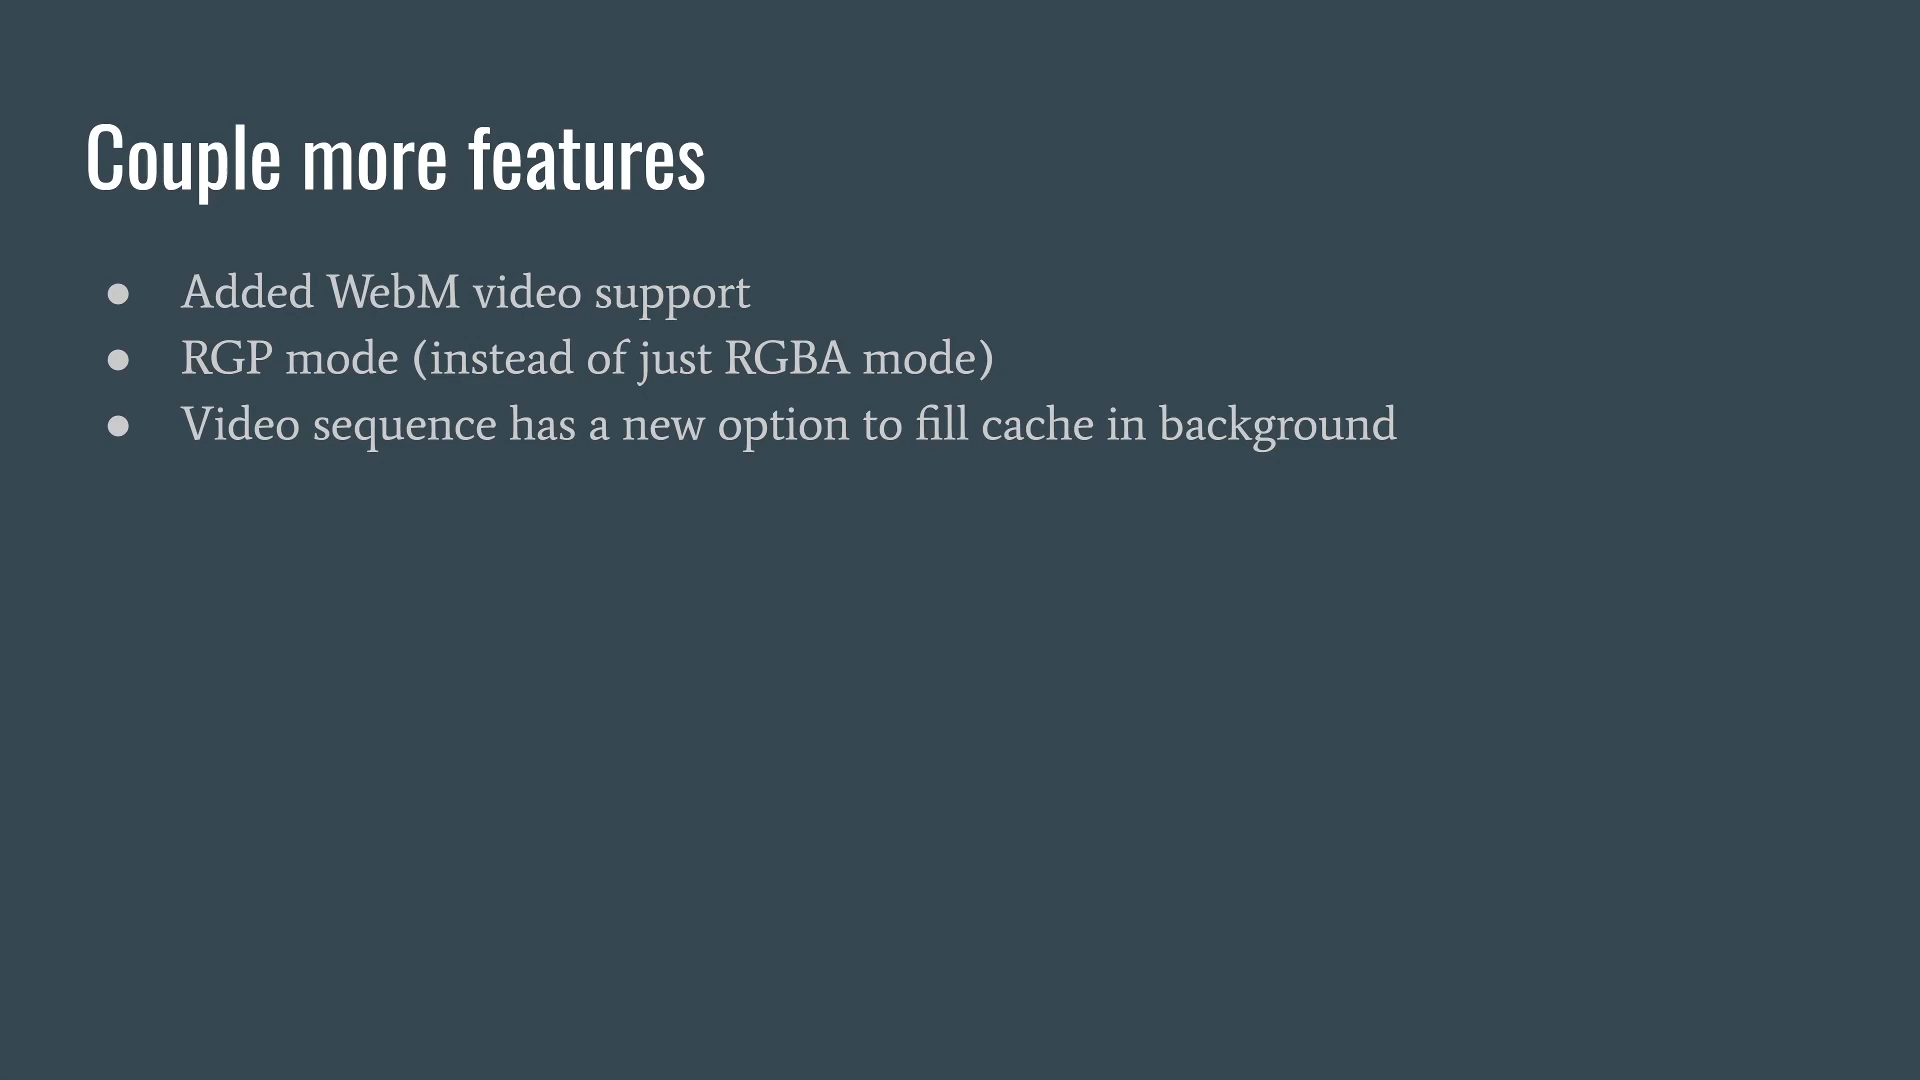 Couple more features
● Added WebM video support
● RGP mode (instead of just RGBA mode)
● Video sequence has a new option to fill cache in background